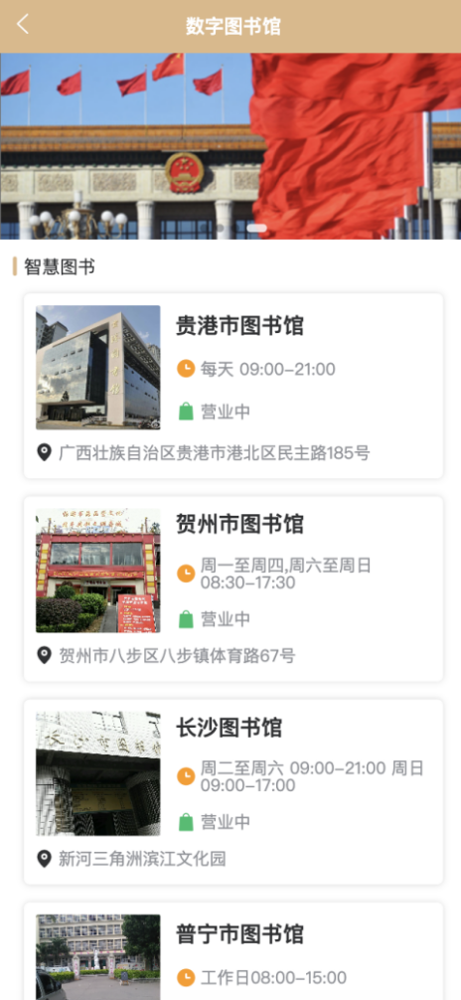 数字图书馆
智慧图书
贵港市图书馆
每天 09:00-21:00
营业中
广西壮族自治区贵港市港北区民主路185号
贺州市图书馆
周一至周四,周六至周日
08:30-17:30
营业中
贺州市八步区八步镇体育路67号
长沙图书馆
周二至周六 09:00-21:00 周日
09:00-17:00
营业中
新河三角洲滨江文化园
普宁市图书馆
工作日08:00-15:00